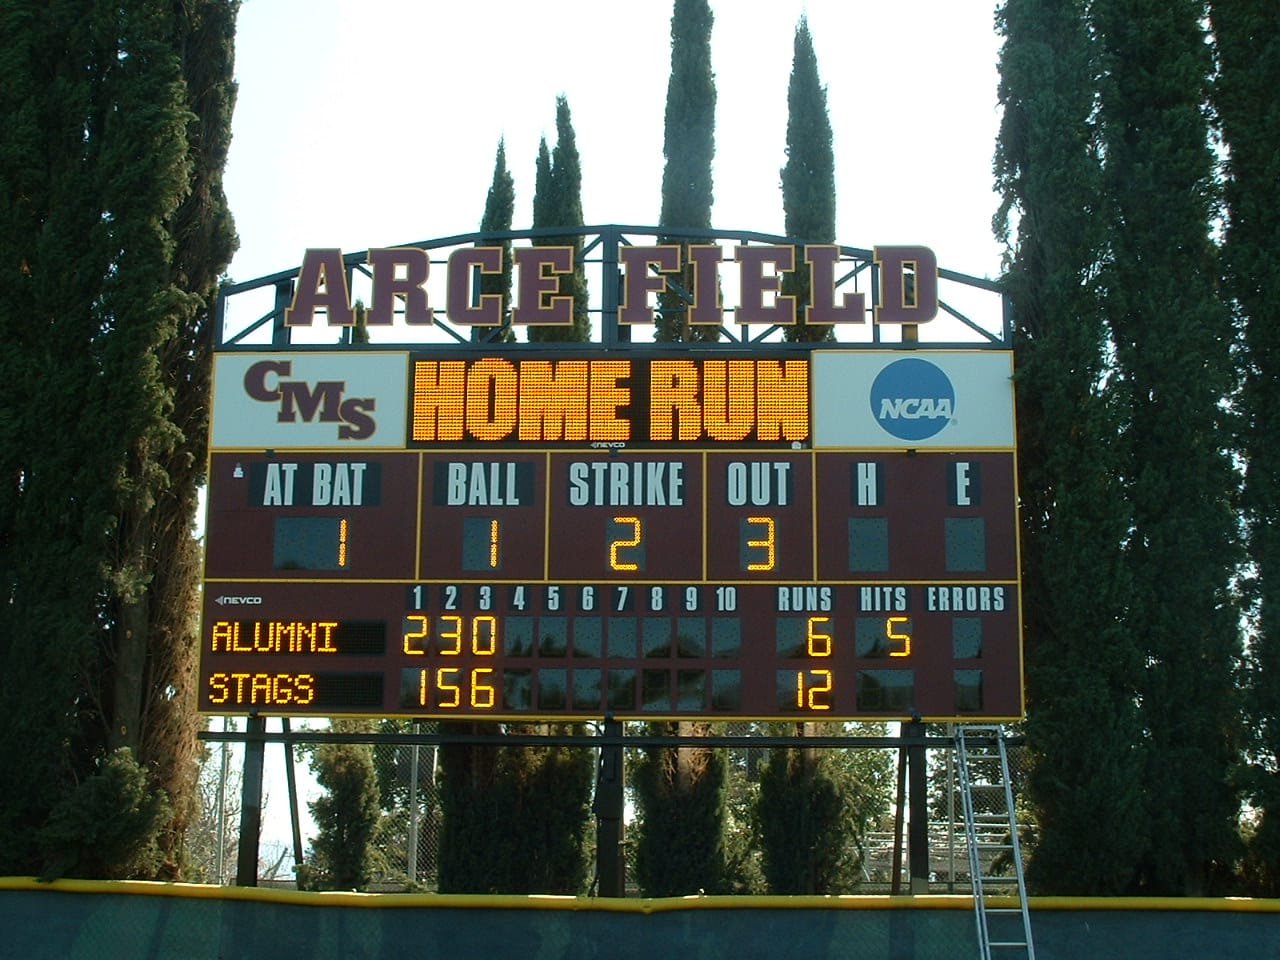 ARCE FIELD
CMS HOME RUN NCAA
NEVCO
AT BAT BALL STRIKE OUT H E
1 1 2 3
NEVCO 1 2 3 4 5 6 7 8 9 10 RUNS HITS ERRORS
ALUMNI 2 3 0 6 5
STAGS 1 5 6 12